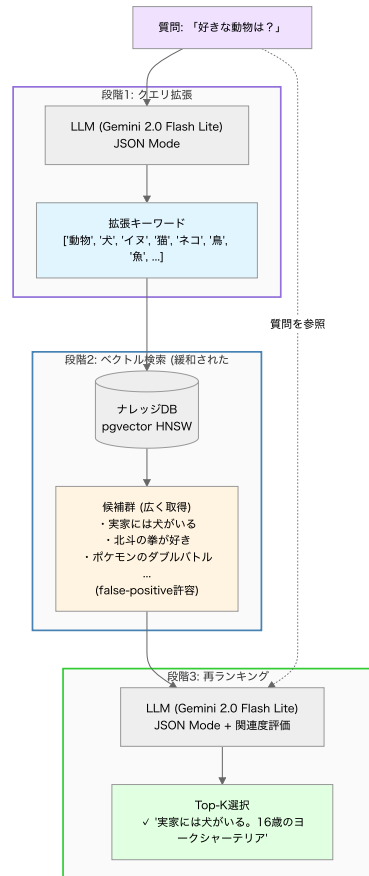 質問: 「好きな動物は？」
段階1: クエリ拡張
LLM (Gemini 2.0 Flash Lite)
JSON Mode
拡張キーワード
['動物', '犬', 'イヌ', '猫', 'ネコ', '鳥',
'魚', ...]
質問を参照
段階2: ベクトル検索 (緩和された
ナレッジDB
pgvector HNSW
候補群 (広く取得)
・実家には犬がいる
・北斗の拳が好き
・ポケモンのダブルバトル
...
(false-positive許容)
段階3: 再ランキング
LLM (Gemini 2.0 Flash Lite)
JSON Mode + 関連度評価
Top-K選択
✓ '実家には犬がいる。16歳のヨ
ークシャーテリア'